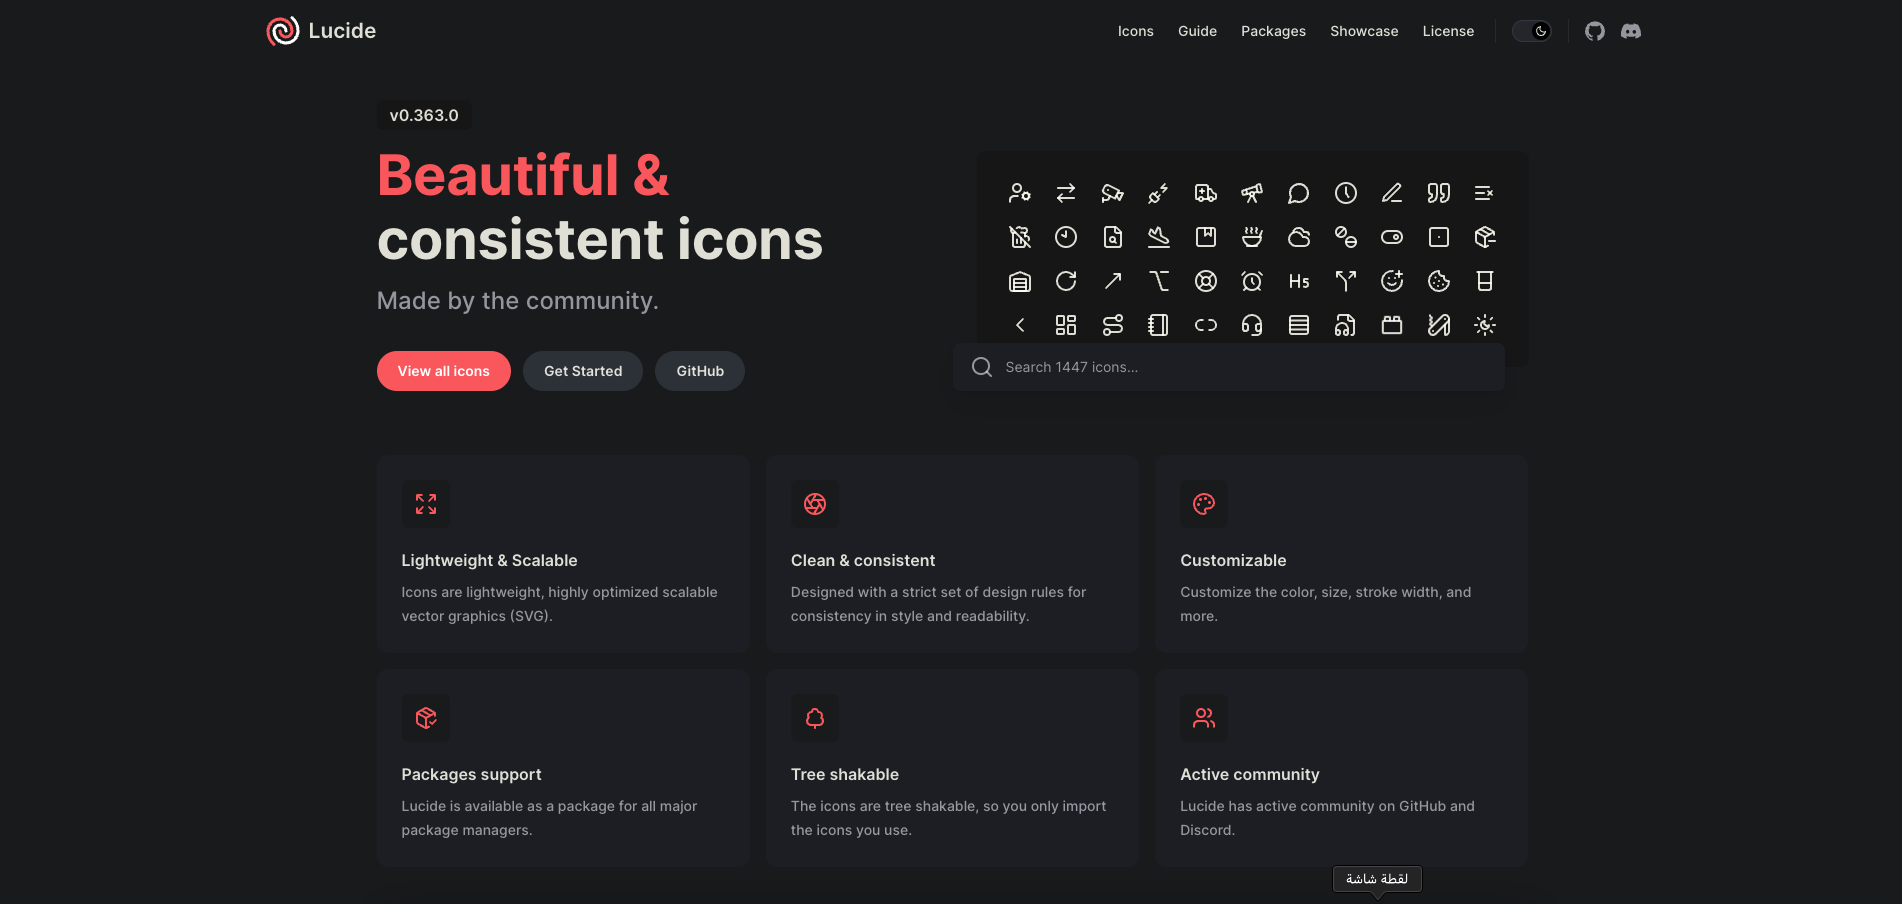 Lucide
Icons Guide Packages Showcase License
v0.363.0
Beautiful &
consistent icons
Made by the community.
View all icons Get Started GitHub
H5
Search 1447 icons...
Lightweight & Scalable
Icons are lightweight, highly optimized scalable
vector graphics (SVG).
Clean & consistent
Designed with a strict set of design rules for
consistency in style and readability.
Customizable
Customize the color, size, stroke width, and
more.
Packages support
Lucide is available as a package for all major
package managers.
Tree shakable
The icons are tree shakable, so you only import
the icons you use.
Active community
Lucide has active community on GitHub and
Discord.
لقطة شاشة